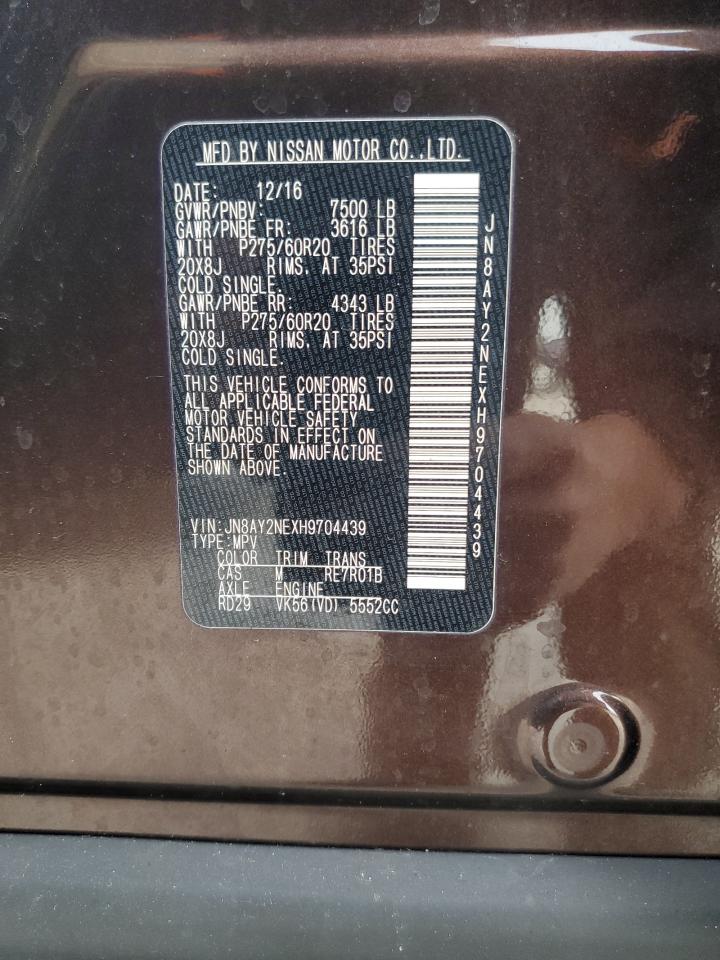 MFD BY NISSAN MOTOR CO.,LTD.
DATE: 12/16
GVWR/PNBV: 7500 LB
GAWR/PNBE FR: 3616 LB
WITH P275/60R20 TIRES
20X8J RIMS. AT 35PSI
COLD SINGLE.
GAWR/PNBE RR: 4343 LB
WITH P275/60R20 TIRES
20X8J RIMS. AT 35PSI
COLD SINGLE.
THIS VEHICLE CONFORMS TO
ALL APPLICABLE FEDERAL
MOTOR VEHICLE SAFETY
STANDARDS IN EFFECT ON
THE DATE OF MANUFACTURE
SHOWN ABOVE.
VIN:JN8AY2NEXH9704439
TYPE:MPV
COLOR TRIM TRANS
CAS M RE7R01B
AXLE ENGINE
RD29 VK56(VD) 5552CC
JN8AY2NEXH9704439